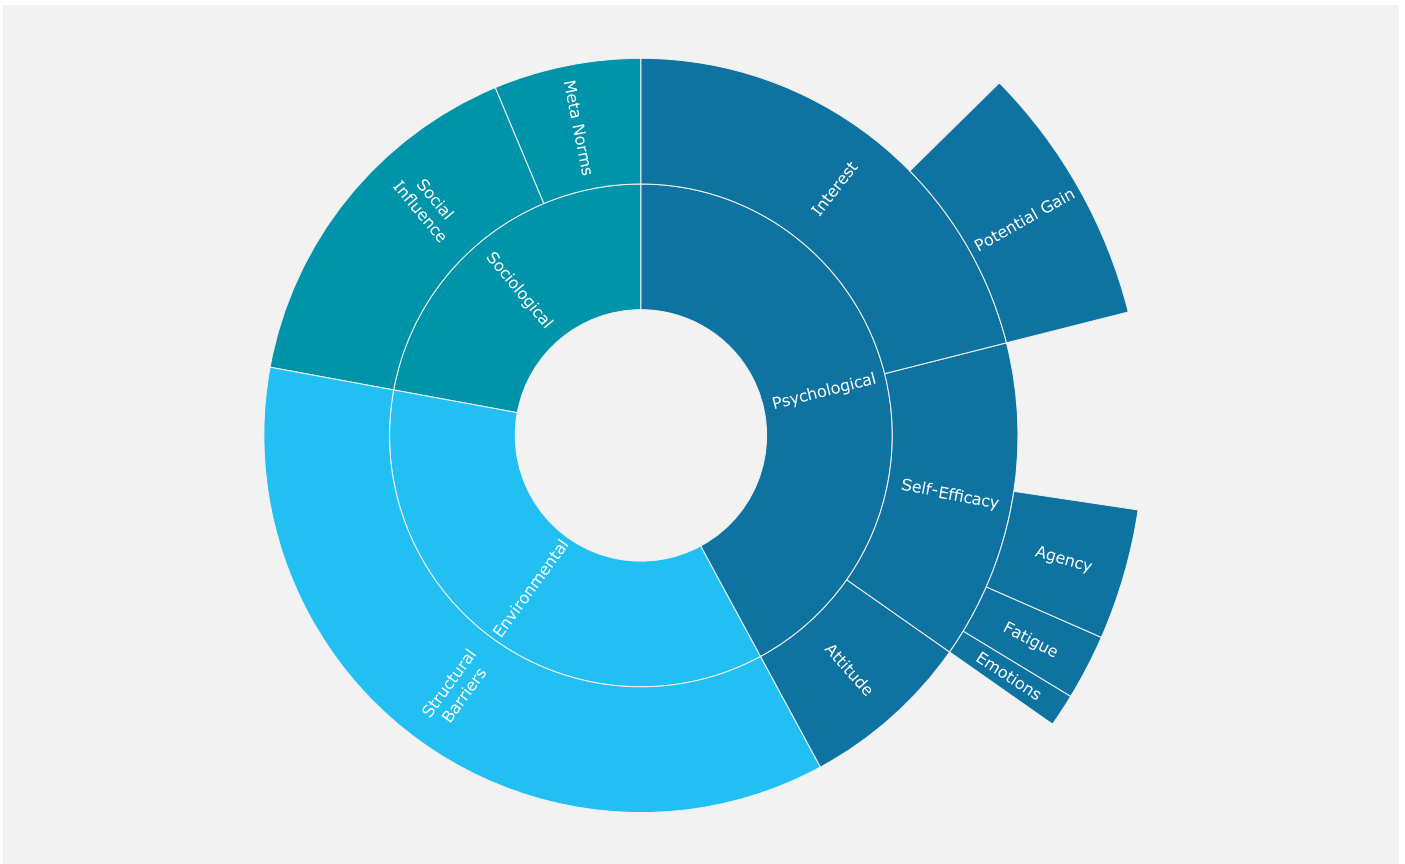 Meta Norms
Social
Influence
Sociological
Interest
Potential Gain
Psychological
Self-Efficacy
Agency
Fatigue
Emotions
Attitude
Environmental
Structural
Barriers